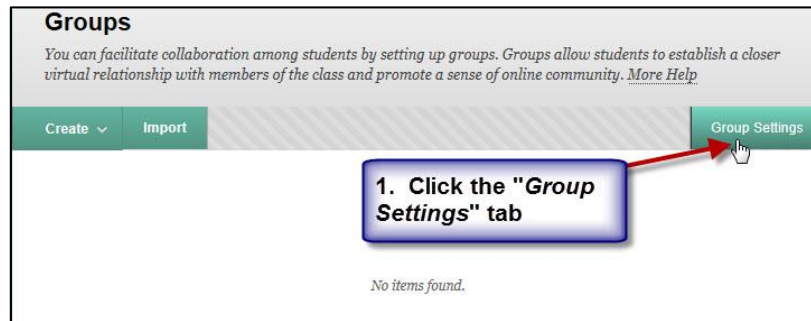 Groups
You can facilitate collaboration among students by setting up groups. Groups allow students to establish a closer
virtual relationship with members of the class and promote a sense of online community. More Help
Create Import Group Settings
1. Click the "Group
Settings" tab
No items found.